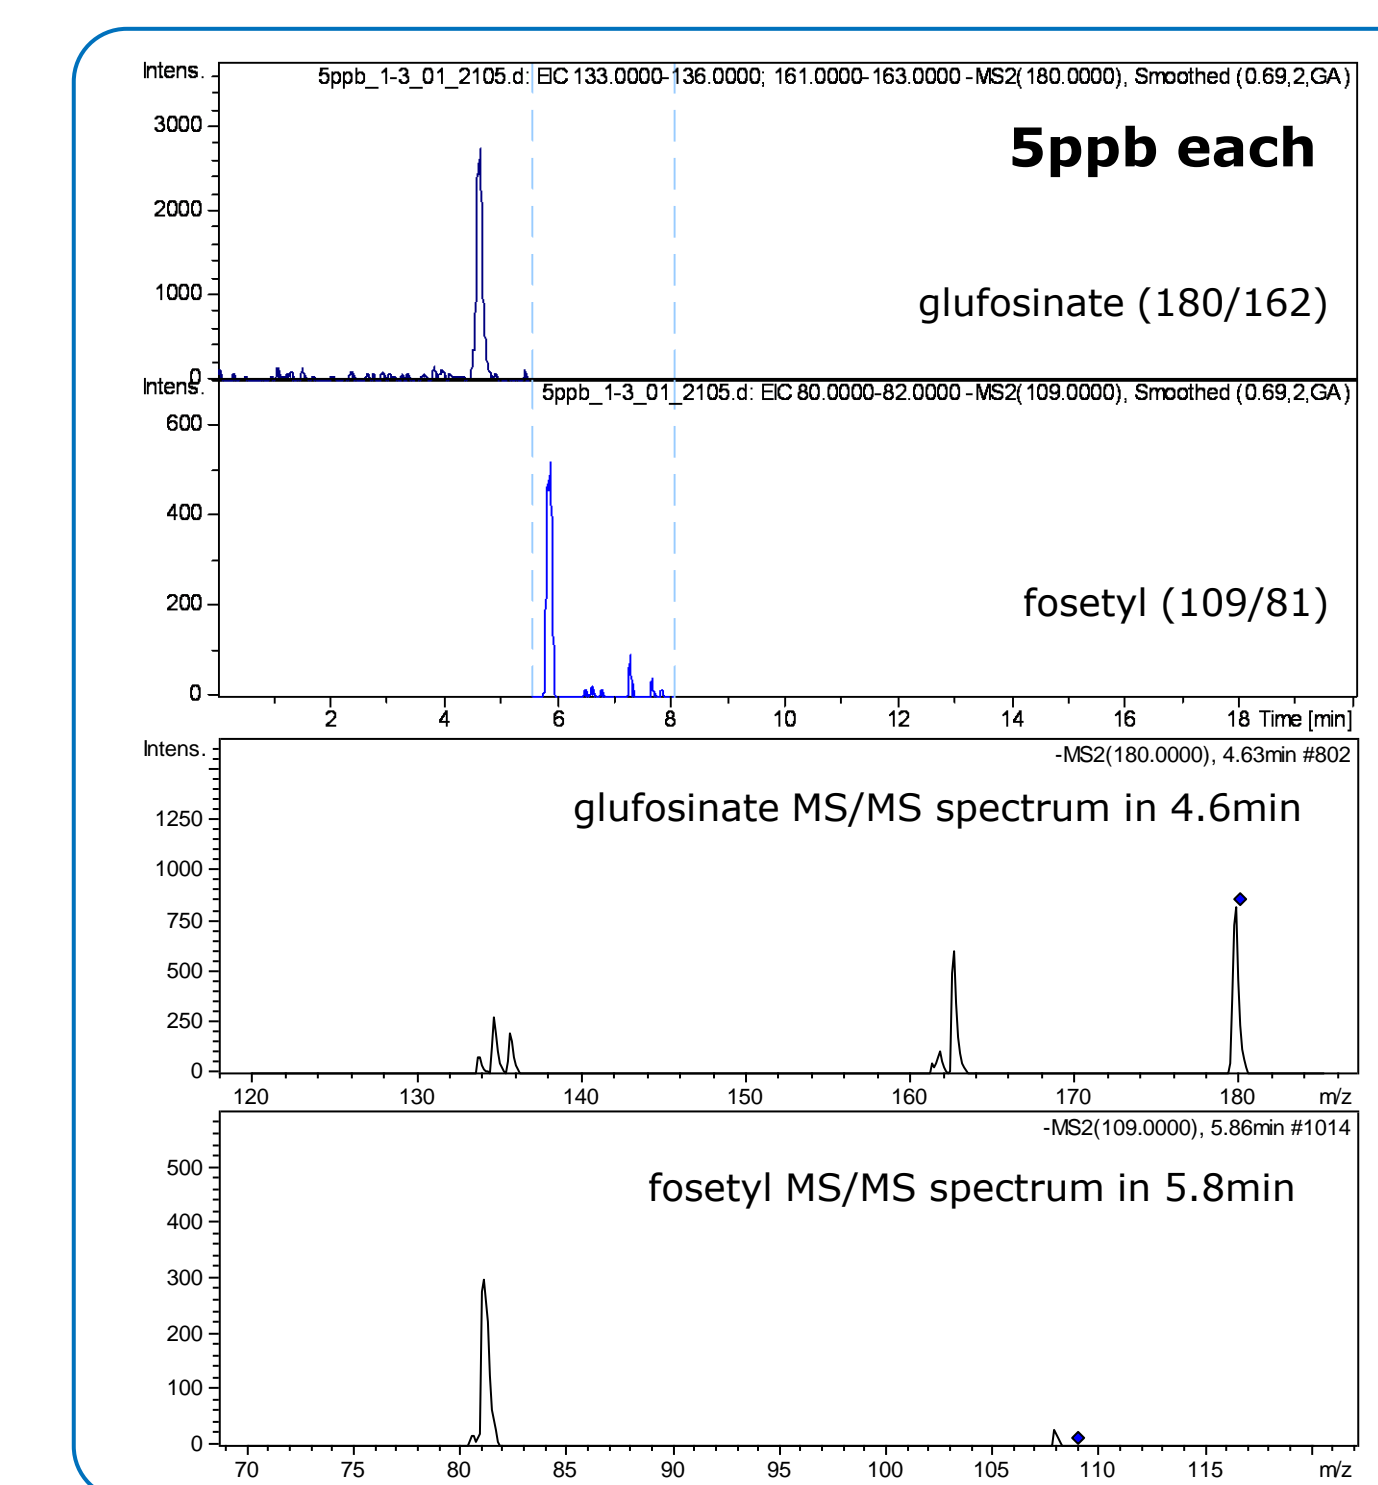 Intens.
5ppb_1-3_01_2105.d: EIC 133.0000-136.0000; 161.0000-163.0000 -MS2(180.0000), Smoothed (0.69,2,GA)
3000
5ppb each
2000
1000
glufosinate (180/162)
0
Intens.
5ppb_1-3_01_2105.d: EIC 80.0000-82.0000 -MS2(109.0000), Smoothed (0.69,2,GA)
600
400
200
fosetyl (109/81)
0
2 4 6 8 10 12 14 16 18 Time [min]
Intens.
-MS2(180.0000), 4.63min #802
glufosinate MS/MS spectrum in 4.6min
1250
1000
750
500
250
0
120 130 140 150 160 170 180 m/z
-MS2(109.0000), 5.86min #1014
500
fosetyl MS/MS spectrum in 5.8min
400
300
200
100
0
70 75 80 85 90 95 100 105 110 115 m/z